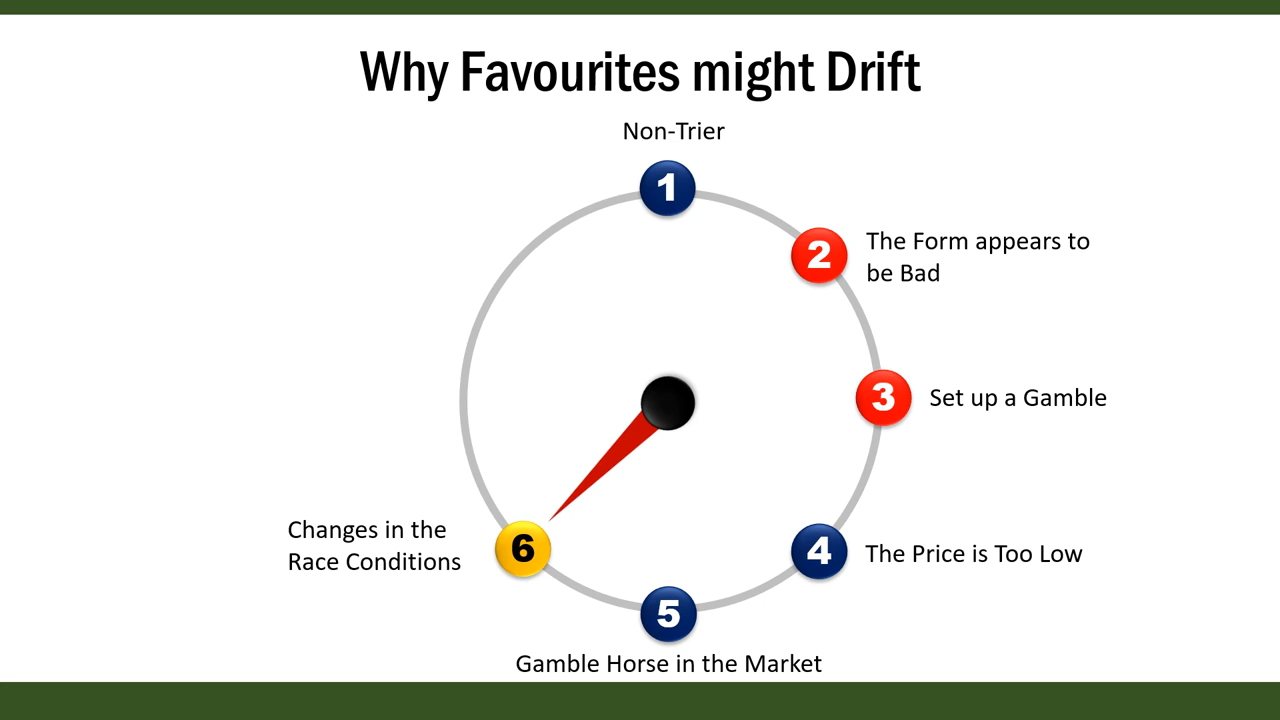 Why Favourites might Drift
Non-Trier
1
2
The Form appears to
be Bad
3
Set up a Gamble
4
The Price is Too Low
5
Gamble Horse in the Market
6
Changes in the
Race Conditions